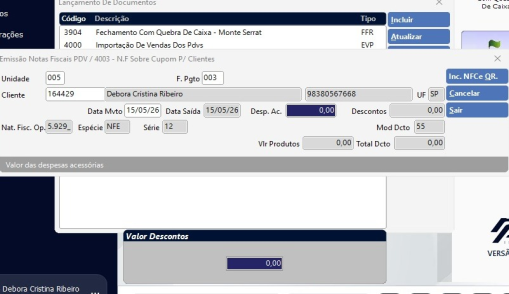 Lançamento De Documentos
Código Descrição Tipo Incluir
3904 Fechamento Com Quebra De Caixa - Monte Serrat FFR
4000 Importação De Vendas Dos Pdvs EVP
Atualizar
De Caixa
os
rações
Emissão Notas Fiscais PDV / 4003 - N.F Sobre Cupom P/ Clientes
Unidade 005 F. Pgto 003 Inc. NFCe QR.
Cliente 164429 Debora Cristina Ribeiro 98380567668 UF SP Cancelar
Data Mvto 15/05/26 Data Saída 15/05/26 Desp. Ac. 0,00 Descontos 0,00 Sair
Nat. Fisc. Op. 5.929_ Espécie NFE Série 12 Mod Dcto 55
Vlr Produtos 0,00 Total Dcto 0,00
Valor das despesas acessórias
Valor Descontos
0,00
VERSÃ
Debora Cristina Ribeiro